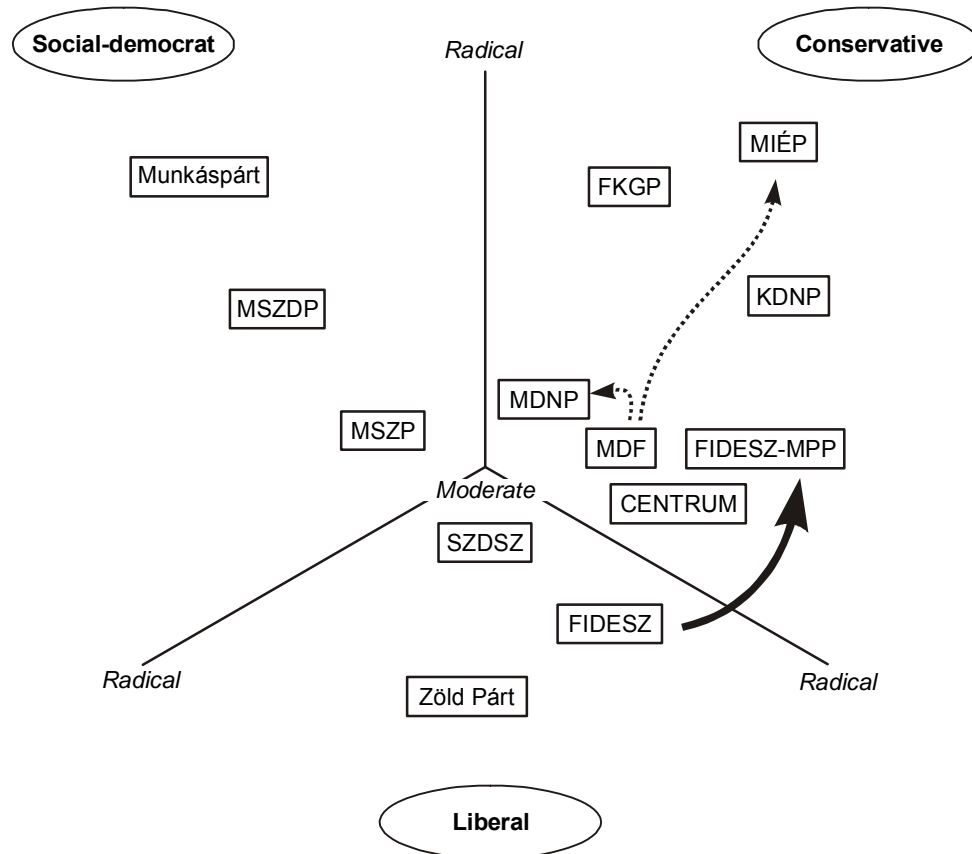 Social-democrat
Radical
Conservative
MIÉP
Munkáspárt
FKGP
MSZDP
KDNP
MDNP
MSZP
MDF
FIDESZ-MPP
Moderate
CENTRUM
SZDSZ
FIDESZ
Radical
Zöld Párt
Radical
Liberal